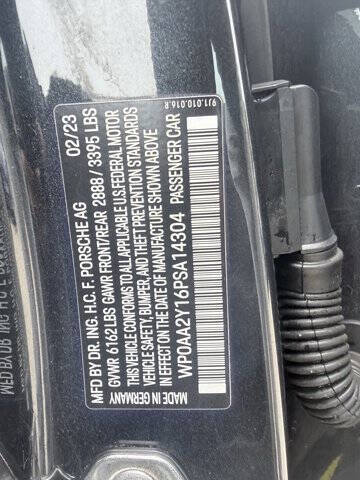 MFD BY DR. ING. H.C. F. PORSCHE AG 02/23
GVWR 6162 LBS GAWR FRONT/REAR 2888 / 3395 LBS
THIS VEHICLE CONFORMS TO ALL APPLICABLE U.S.FEDERAL MOTOR
VEHICLE SAFETY, BUMPER, AND THEFT PREVENTION STANDARDS
IN EFFECT ON THE DATE OF MANUFACTURE SHOWN ABOVE.
MADE IN GERMANY
WP0AA2Y16PSA14304 PASSENGER CAR
9J1.010.016.R